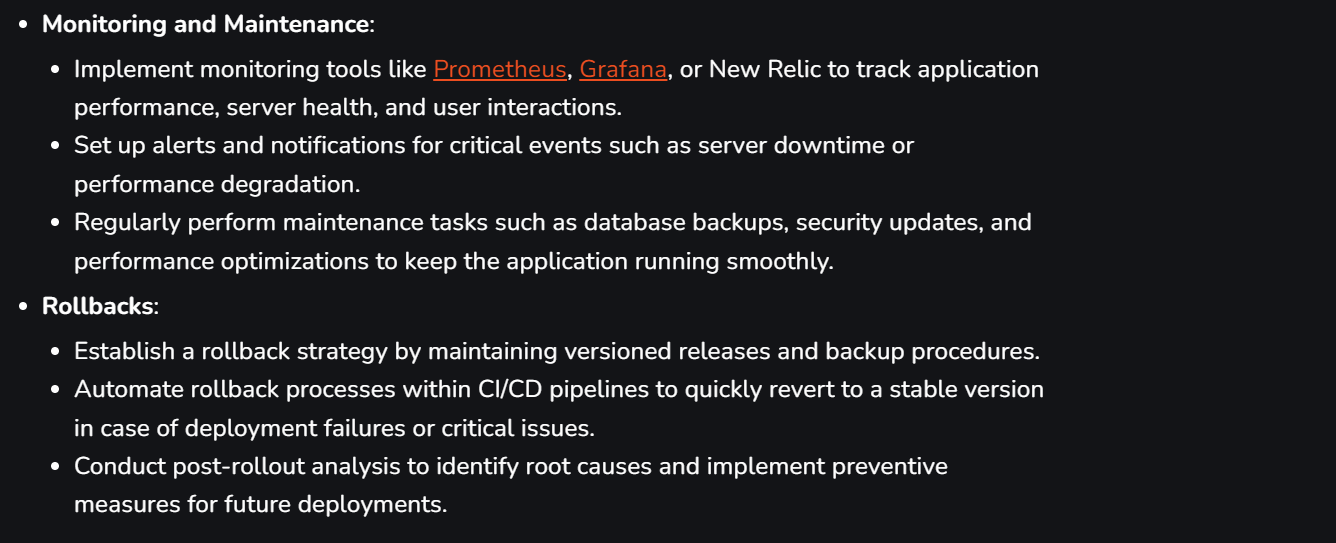 • Monitoring and Maintenance:
• Implement monitoring tools like Prometheus, Grafana, or New Relic to track application
performance, server health, and user interactions.
• Set up alerts and notifications for critical events such as server downtime or
performance degradation.
• Regularly perform maintenance tasks such as database backups, security updates, and
performance optimizations to keep the application running smoothly.
• Rollbacks:
• Establish a rollback strategy by maintaining versioned releases and backup procedures.
• Automate rollback processes within CI/CD pipelines to quickly revert to a stable version
in case of deployment failures or critical issues.
• Conduct post-rollout analysis to identify root causes and implement preventive
measures for future deployments.